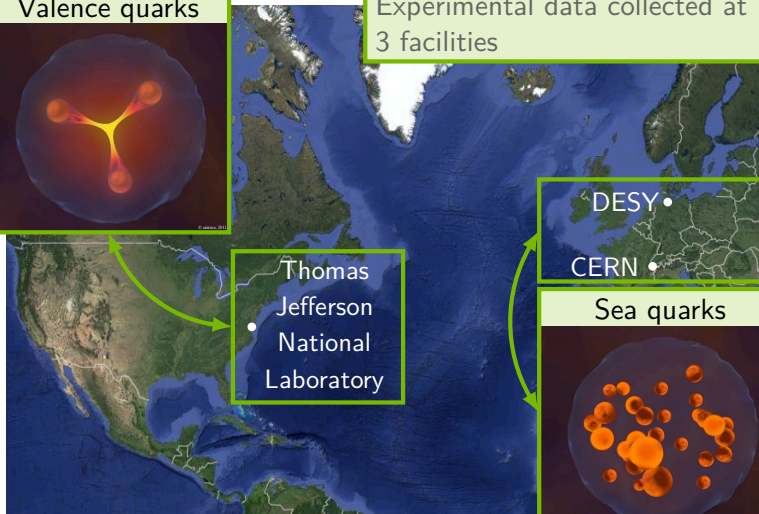 Valence quarks
Experimental data collected at
3 facilities
DESY
CERN
Thomas
Jefferson
National
Laboratory
Sea quarks